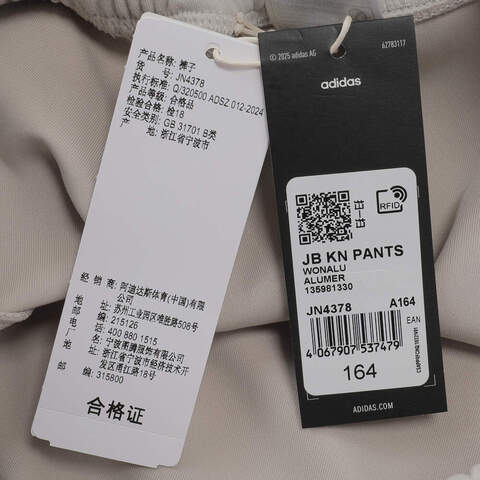 产品名称: 裤子
货 号: JN4378
执行标准: Q/320500 ADSZ 012-2024
产品等级: 合格品
检验合格: 检18
安全类别: GB 31701 B类
产 地: 浙江省宁波市
经 销 商: 阿迪达斯体育(中国)有限
公司
地 址: 苏州工业园区唯胜路508号
邮 编: 215126
电 话: 400 880 1515
厂 名: 宁波甬腾服饰有限公司
地 址: 浙江省宁波经济技术开
发区甬江路18号
邮 编: 315800
合格证
© 2025 adidas AG
62783117
adidas
RFID
JB KN PANTS
WONALU
ALUMER
135981330
JN4378 A164
EAN
4 067907 537479
164
ADIDAS.COM